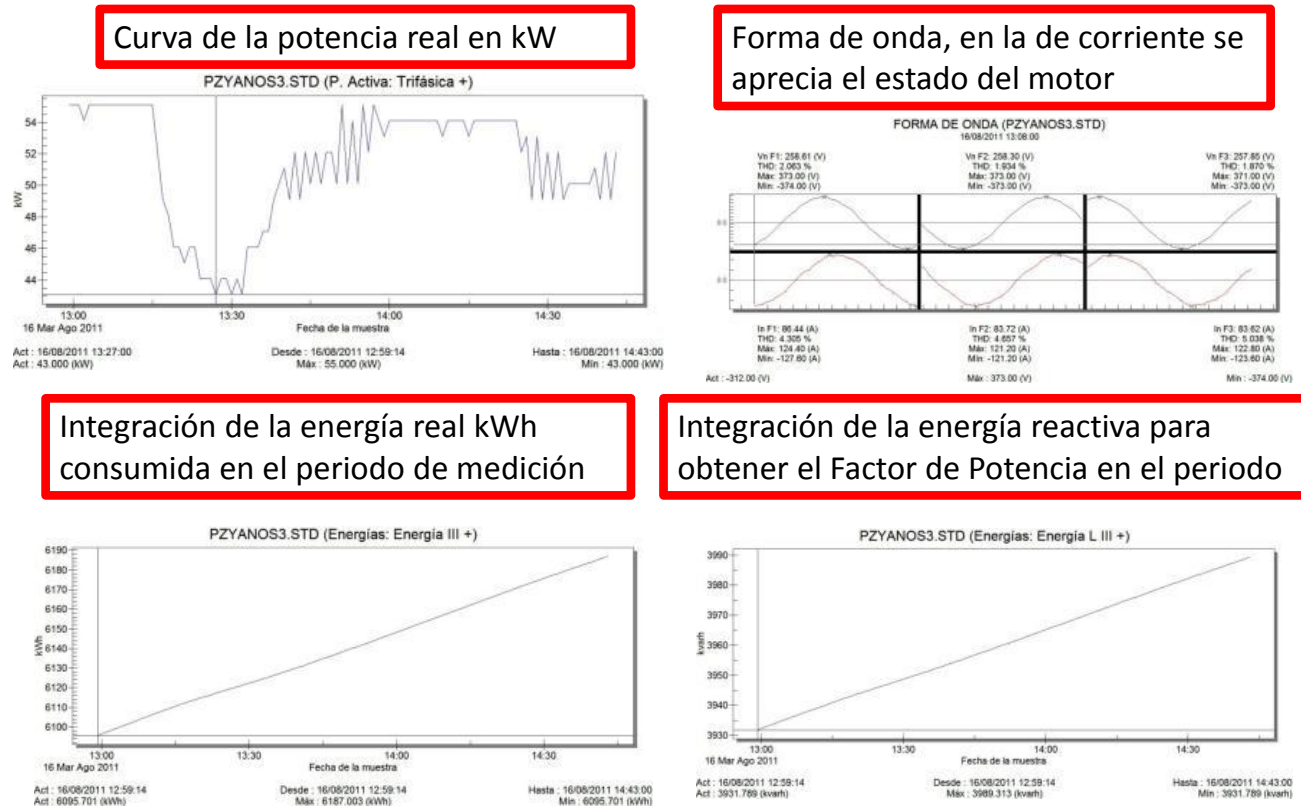 Curva de la potencia real en kW
PZYANOS3.STD (P. Activa: Trifásica +)
54
52
50
48
46
44
kW
13:00
13:30
14:00
14:30
16 Mar Ago 2011
Fecha de la muestra
Act : 16/08/2011 13:27:00
Desde : 16/08/2011 12:59:14
Hasta : 16/08/2011 14:43:00
Act : 43.000 (kW)
Máx : 55.000 (kW)
Mín : 43.000 (kW)
Forma de onda, en la de corriente se
aprecia el estado del motor
FORMA DE ONDA (PZYANOS3.STD)
16/08/2011 13:08:00
Vn F1: 258.61 (V)
THD: 2.063 %
Máx: 373.00 (V)
Mín: -374.00 (V)
Vn F2: 258.30 (V)
THD: 1.934 %
Máx: 373.00 (V)
Mín: -373.00 (V)
Vn F3: 257.85 (V)
THD: 1.870 %
Máx: 371.00 (V)
Mín: -373.00 (V)
0.0
0.0
In F1: 86.44 (A)
THD: 4.305 %
Máx: 124.40 (A)
Mín: -127.60 (A)
In F2: 83.72 (A)
THD: 4.657 %
Máx: 121.20 (A)
Mín: -121.20 (A)
In F3: 83.62 (A)
THD: 5.038 %
Máx: 122.80 (A)
Mín: -123.60 (A)
Act : -312.00 (V)
Máx : 373.00 (V)
Mín : -374.00 (V)
Integración de la energía real kWh
consumida en el periodo de medición
PZYANOS3.STD (Energías: Energía III +)
6190
6180
6170
6160
6150
6140
6130
6120
6110
6100
kWh
13:00
13:30
14:00
14:30
16 Mar Ago 2011
Fecha de la muestra
Act : 16/08/2011 12:59:14
Desde : 16/08/2011 12:59:14
Hasta : 16/08/2011 14:43:00
Act : 6095.701 (kWh)
Máx : 6187.003 (kWh)
Mín : 6095.701 (kWh)
Integración de la energía reactiva para
obtener el Factor de Potencia en el periodo
PZYANOS3.STD (Energías: Energía L III +)
3990
3980
3970
3960
3950
3940
3930
kvarh
13:00
13:30
14:00
14:30
16 Mar Ago 2011
Fecha de la muestra
Act : 16/08/2011 12:59:14
Desde : 16/08/2011 12:59:14
Hasta : 16/08/2011 14:43:00
Act : 3931.789 (kvarh)
Máx : 3989.313 (kvarh)
Mín : 3931.789 (kvarh)